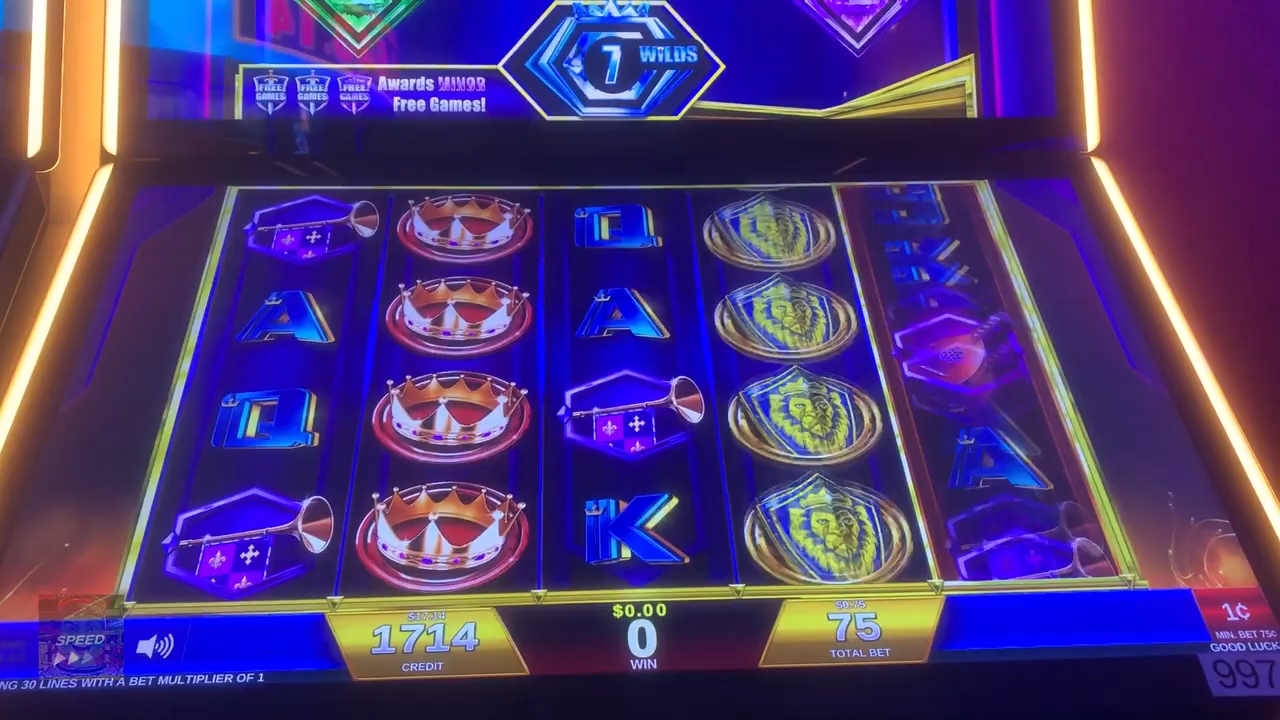 7 WILDS
FREE GAMES FREE GAMES FREE GAMES Awards MINOR
Free Games!
Q
K
A A
Q
A
K
$17.14
1714
CREDIT
$0.00
0
WIN
$0.75
75
TOTAL BET
1¢
MIN. BET 75¢
GOOD LUCK
997
SPEED
NG 30 LINES WITH A BET MULTIPLIER OF 1